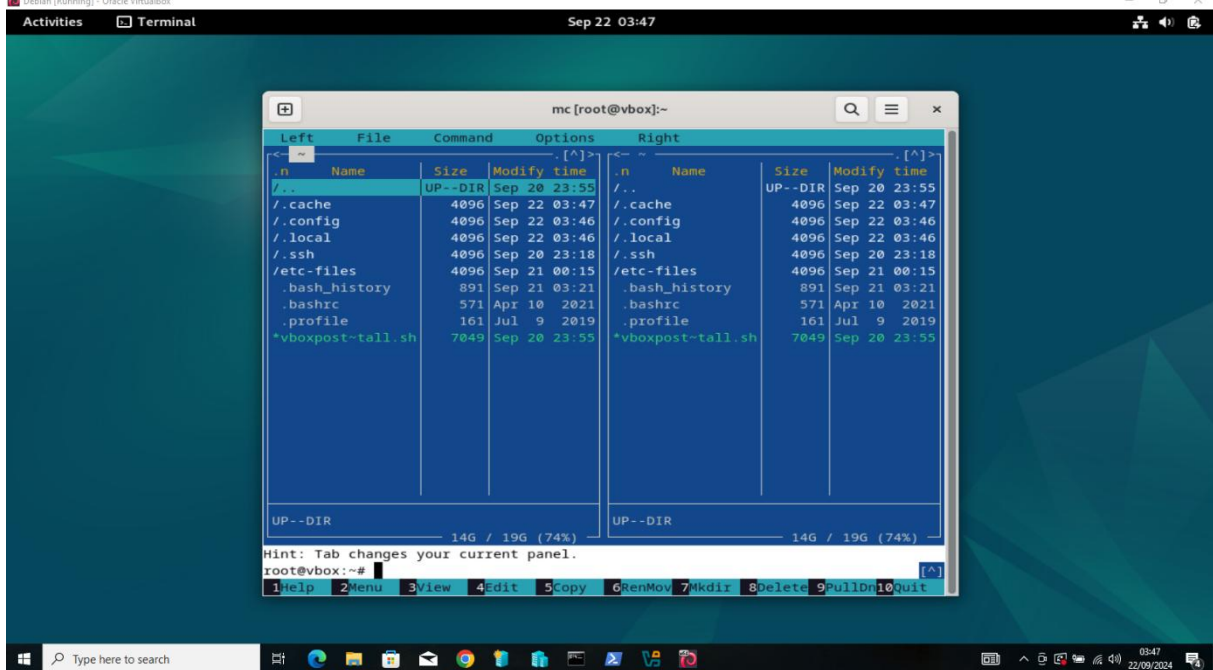 Debian [Running] - Oracle VirtualBox
Activities Terminal Sep 22 03:47
mc [root@vbox]:~
Left File Command Options Right
<— ~ .[^]> <— ~ .[^]>
.n Name Size Modify time .n Name Size Modify time
/.. UP--DIR Sep 20 23:55 /.. UP--DIR Sep 20 23:55
/.cache 4096 Sep 22 03:47 /.cache 4096 Sep 22 03:47
/.config 4096 Sep 22 03:46 /.config 4096 Sep 22 03:46
/.local 4096 Sep 22 03:46 /.local 4096 Sep 22 03:46
/.ssh 4096 Sep 20 23:18 /.ssh 4096 Sep 20 23:18
/etc-files 4096 Sep 21 00:15 /etc-files 4096 Sep 21 00:15
.bash_history 891 Sep 21 03:21 .bash_history 891 Sep 21 03:21
.bashrc 571 Apr 10 2021 .bashrc 571 Apr 10 2021
.profile 161 Jul 9 2019 .profile 161 Jul 9 2019
*vboxpost~tall.sh 7049 Sep 20 23:55 *vboxpost~tall.sh 7049 Sep 20 23:55
UP--DIR UP--DIR
14G / 19G (74%) 14G / 19G (74%)
Hint: Tab changes your current panel.
root@vbox:~# [^]
1Help 2Menu 3View 4Edit 5Copy 6RenMov 7Mkdir 8Delete 9PullDn 10Quit
Type here to search 03:47
22/09/2024